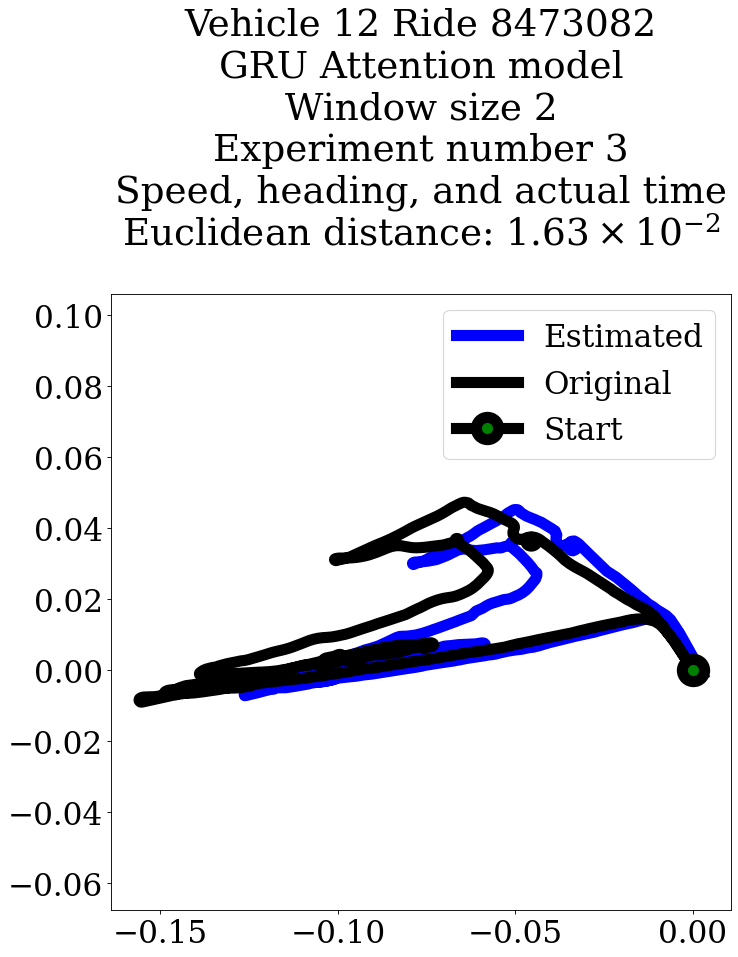 Vehicle 12 Ride 8473082
GRU Attention model
Window size 2
Experiment number 3
Speed, heading, and actual time
Euclidean distance: 1.63 × 10⁻²
Estimated
Original
Start
0.10
0.08
0.06
0.04
0.02
0.00
−0.02
−0.04
−0.06
−0.15 −0.10 −0.05 0.00